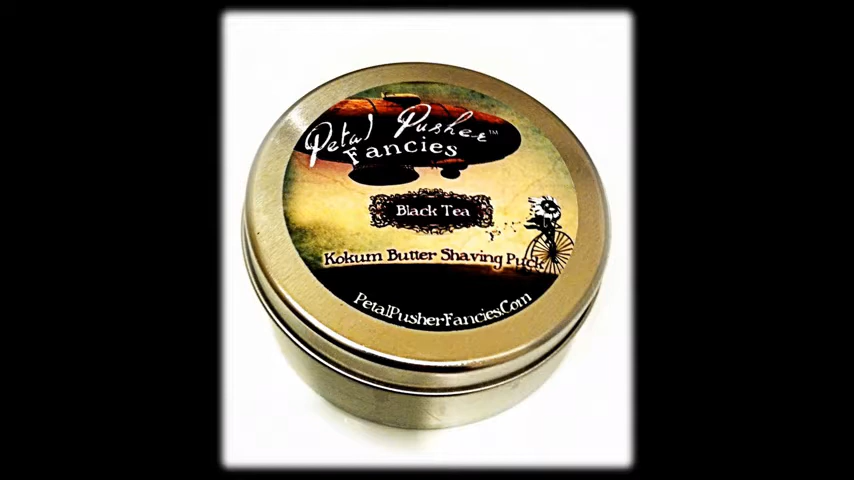 Petal Pusher™
Fancies
Black Tea
Kokum Butter Shaving Puck
PetalPusherFancies.Com